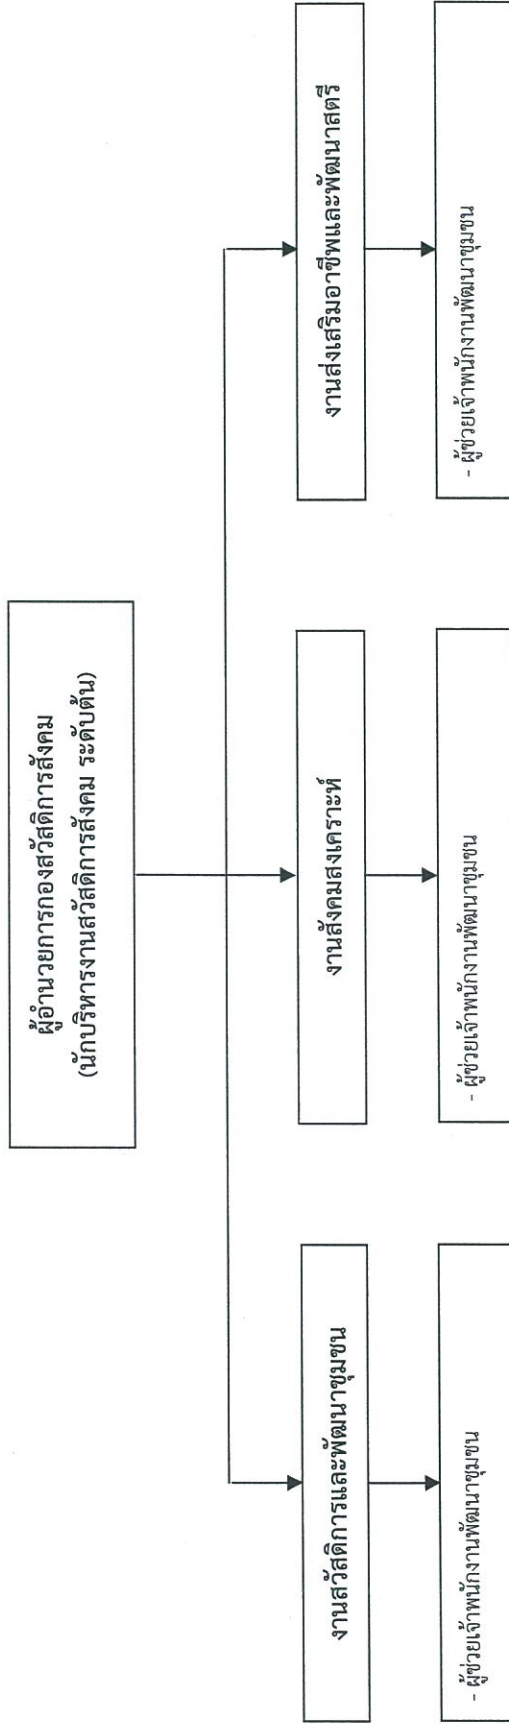 ผู้อำนวยการกองสวัสดิการสังคม
(นักบริหารงานสวัสดิการสังคม ระดับต้น)
งานสวัสดิการและพัฒนาชุมชน
งานสังคมสงเคราะห์
งานส่งเสริมอาชีพและพัฒนาสตรี
- ผู้ช่วยเจ้าพนักงานพัฒนาชุมชน
- ผู้ช่วยเจ้าพนักงานพัฒนาชุมชน
- ผู้ช่วยเจ้าพนักงานพัฒนาชุมชน